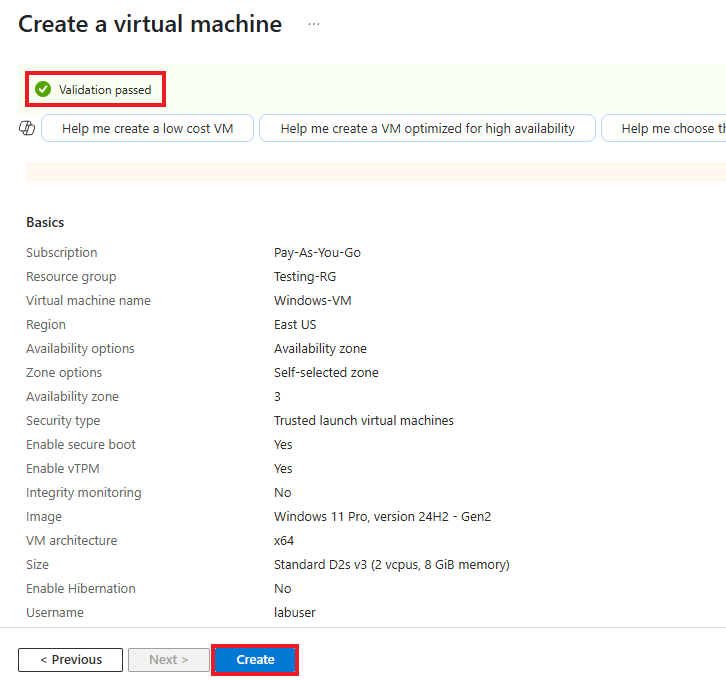 Create a virtual machine ...
Validation passed
Help me create a low cost VM Help me create a VM optimized for high availability Help me choose th
Basics
Subscription Pay-As-You-Go
Resource group Testing-RG
Virtual machine name Windows-VM
Region East US
Availability options Availability zone
Zone options Self-selected zone
Availability zone 3
Security type Trusted launch virtual machines
Enable secure boot Yes
Enable vTPM Yes
Integrity monitoring No
Image Windows 11 Pro, version 24H2 - Gen2
VM architecture x64
Size Standard D2s v3 (2 vcpus, 8 GiB memory)
Enable Hibernation No
Username labuser
< Previous Next > Create